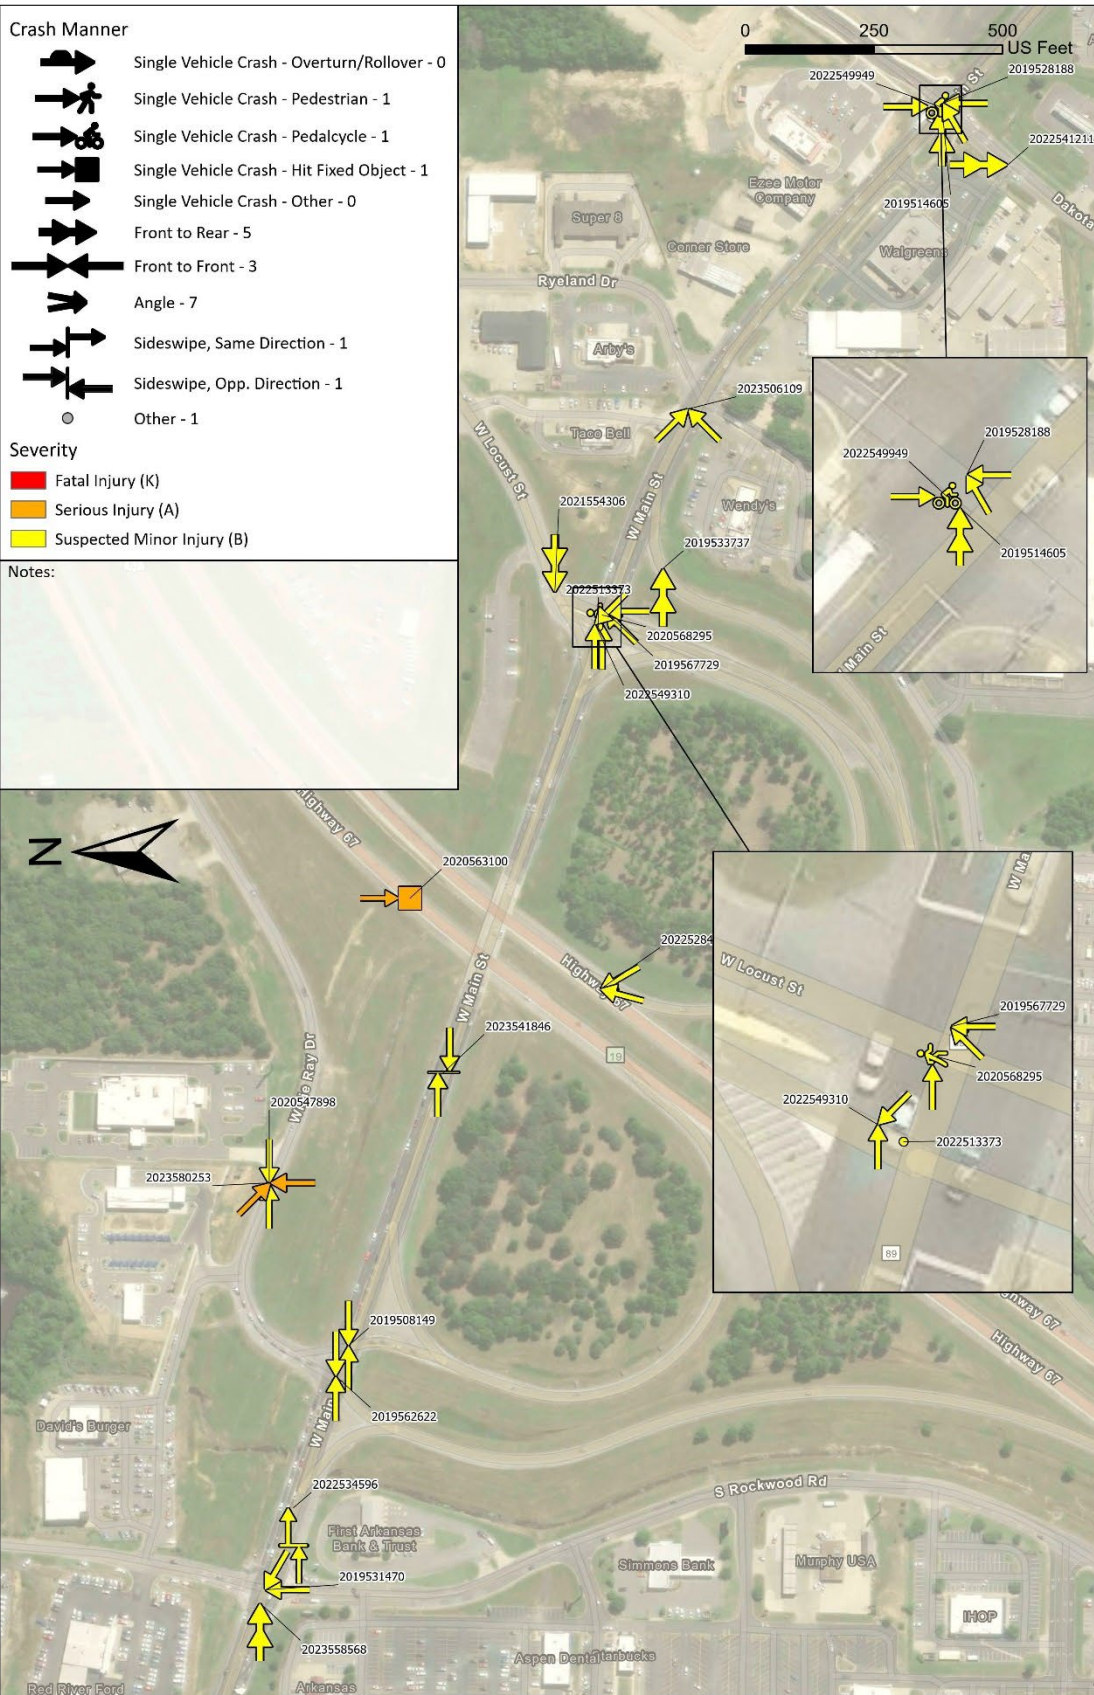 Crash Manner
Single Vehicle Crash - Overturn/Rollover - 0
Single Vehicle Crash - Pedestrian - 1
Single Vehicle Crash - Pedalcycle - 1
Single Vehicle Crash - Hit Fixed Object - 1
Single Vehicle Crash - Other - 0
Front to Rear - 5
Front to Front - 3
Angle - 7
Sideswipe, Same Direction - 1
Sideswipe, Opp. Direction - 1
Other - 1
Severity
Fatal Injury (K)
Serious Injury (A)
Suspected Minor Injury (B)
Notes:
0 250 500
US Feet
2022549949
2019528188
2022541211
2019514605
Dakota
Ezee Motor
Company
Super 8
Corner Store
Walgreens
Ryeland Dr
Arby's
2023506109
Taco Bell
W Locust St
W Main St
Wendy's
2021554306
2019533737
2022513373
2020568295
2019567729
2022549310
2019528188
2022549949
2019514605
W Main St
N
Highway 67
2020563100
W Main St
20225284
Highway 67
19
2023541846
2020547898
2023580253
W Locust St
W Ma
2019567729
2020568295
2022549310
2022513373
89
Highway 67
2019508149
2019562622
W Main
David's Burger
2022534596
S Rockwood Rd
First Arkansas
Bank & Trust
Simmons Bank
Murphy USA
2019531470
IHOP
2023558568
Aspen Dental
Starbucks
Red River Ford
Arkansas